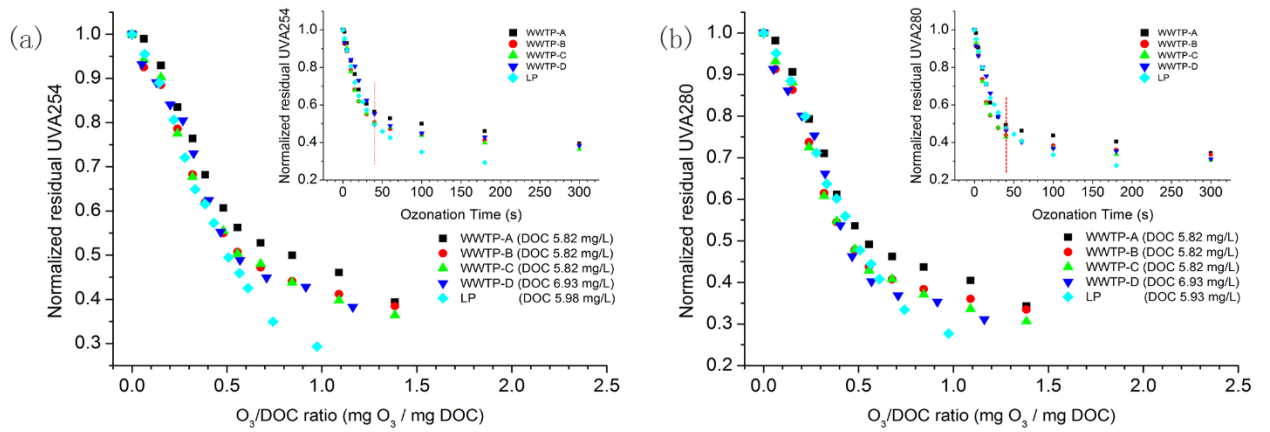 (a)
Normalized residual UVA254
1.0
0.9
0.8
0.7
0.6
0.5
0.4
0.3
0.0
0.5
1.0
1.5
2.0
2.5
O3/DOC ratio (mg O3 / mg DOC)
WWTP-A (DOC 5.82 mg/L)
WWTP-B (DOC 5.82 mg/L)
WWTP-C (DOC 5.82 mg/L)
WWTP-D (DOC 6.93 mg/L)
LP (DOC 5.98 mg/L)
Normalized residual UVA254
1.0
0.8
0.6
0.4
0.2
0
50
100
150
200
250
300
Ozonation Time (s)
WWTP-A
WWTP-B
WWTP-C
WWTP-D
LP
(b)
Normalized residual UVA280
1.0
0.9
0.8
0.7
0.6
0.5
0.4
0.3
0.2
0.0
0.5
1.0
1.5
2.0
2.5
O3/DOC ratio (mg O3 / mg DOC)
WWTP-A (DOC 5.82 mg/L)
WWTP-B (DOC 5.82 mg/L)
WWTP-C (DOC 5.82 mg/L)
WWTP-D (DOC 6.93 mg/L)
LP (DOC 5.93 mg/L)
Normalized residual UVA280
1.0
0.8
0.6
0.4
0.2
0
50
100
150
200
250
300
Ozonation Time (s)
WWTP-A
WWTP-B
WWTP-C
WWTP-D
LP